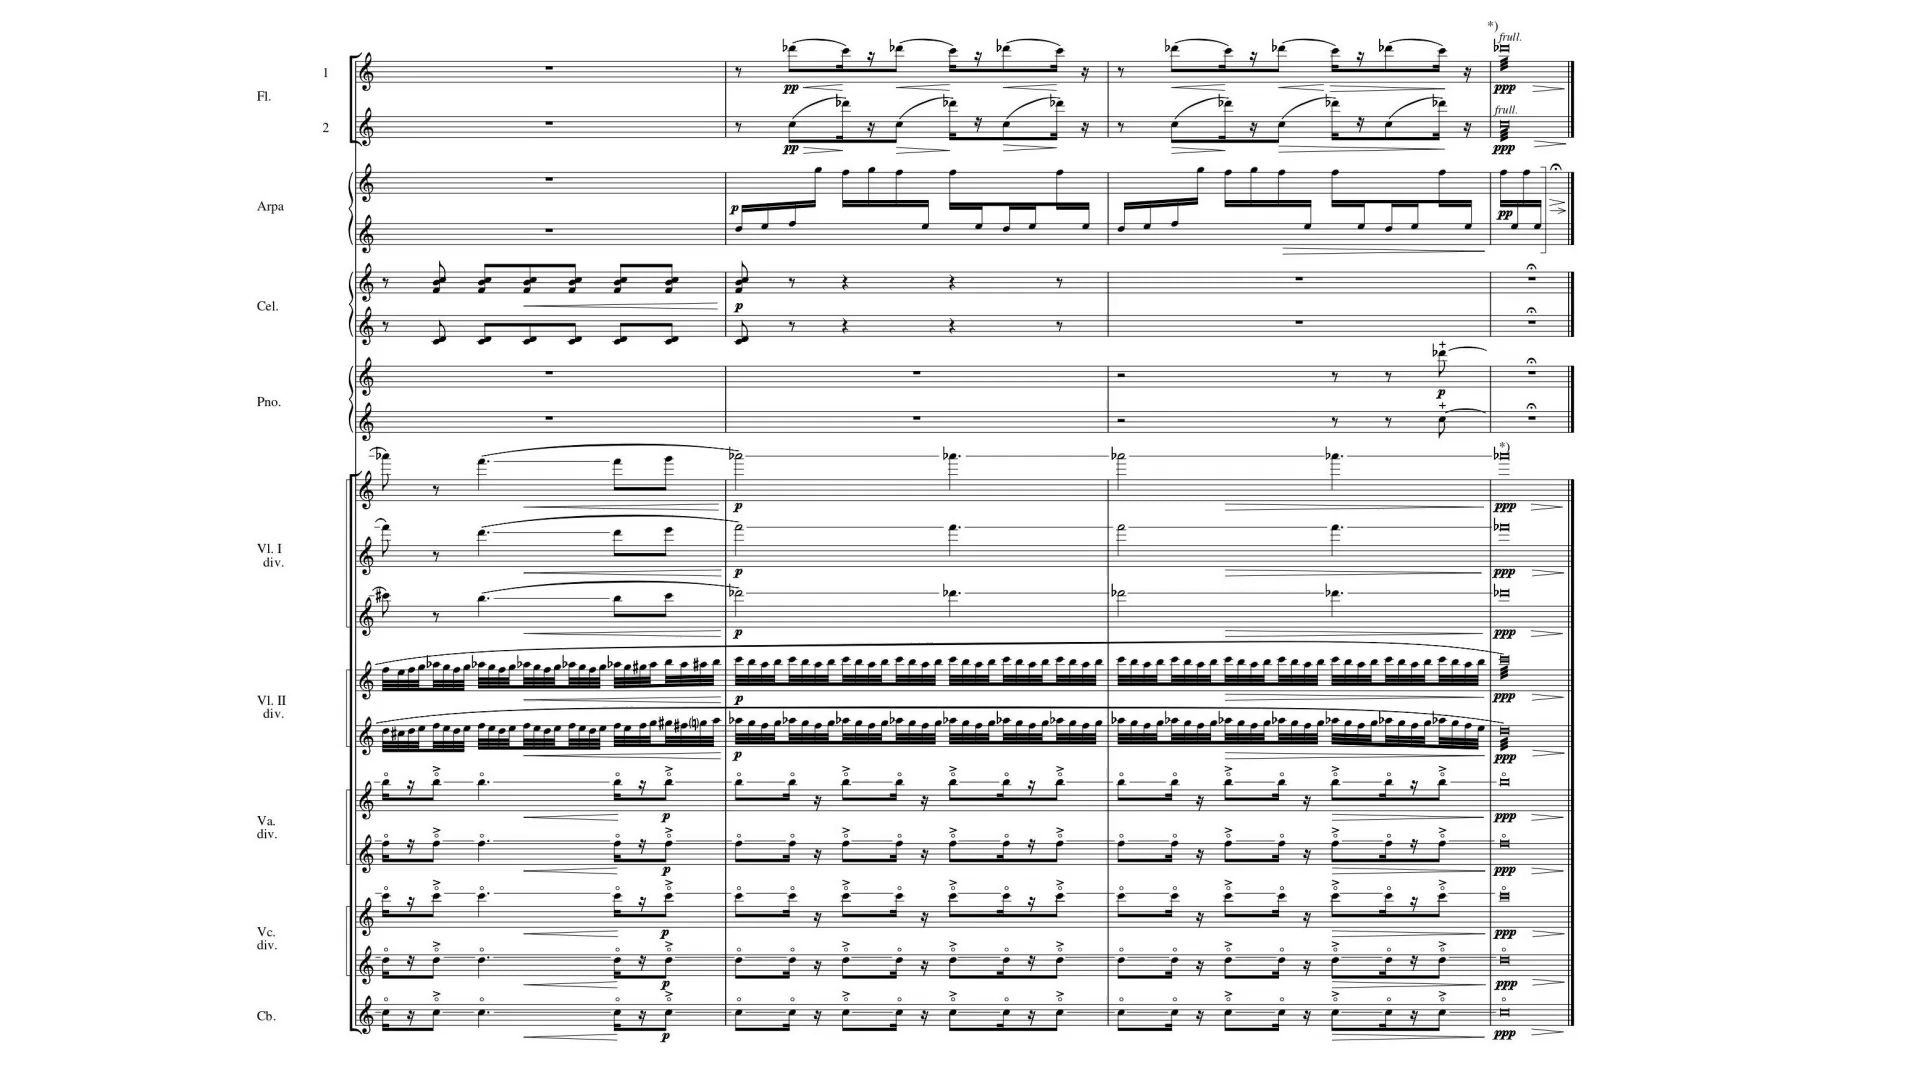 *)
frull.
I
Fl.
pp
ppp
frull.
2
pp
ppp
Arpa
p
pp
Cel.
p
Pno.
+
p
+
*)
p
ppp
Vl. I
div.
p
ppp
p
ppp
Vl. II
div.
p
ppp
p
ppp
Va.
div.
p
ppp
p
ppp
Vc.
div.
p
ppp
p
ppp
Cb.
p
ppp